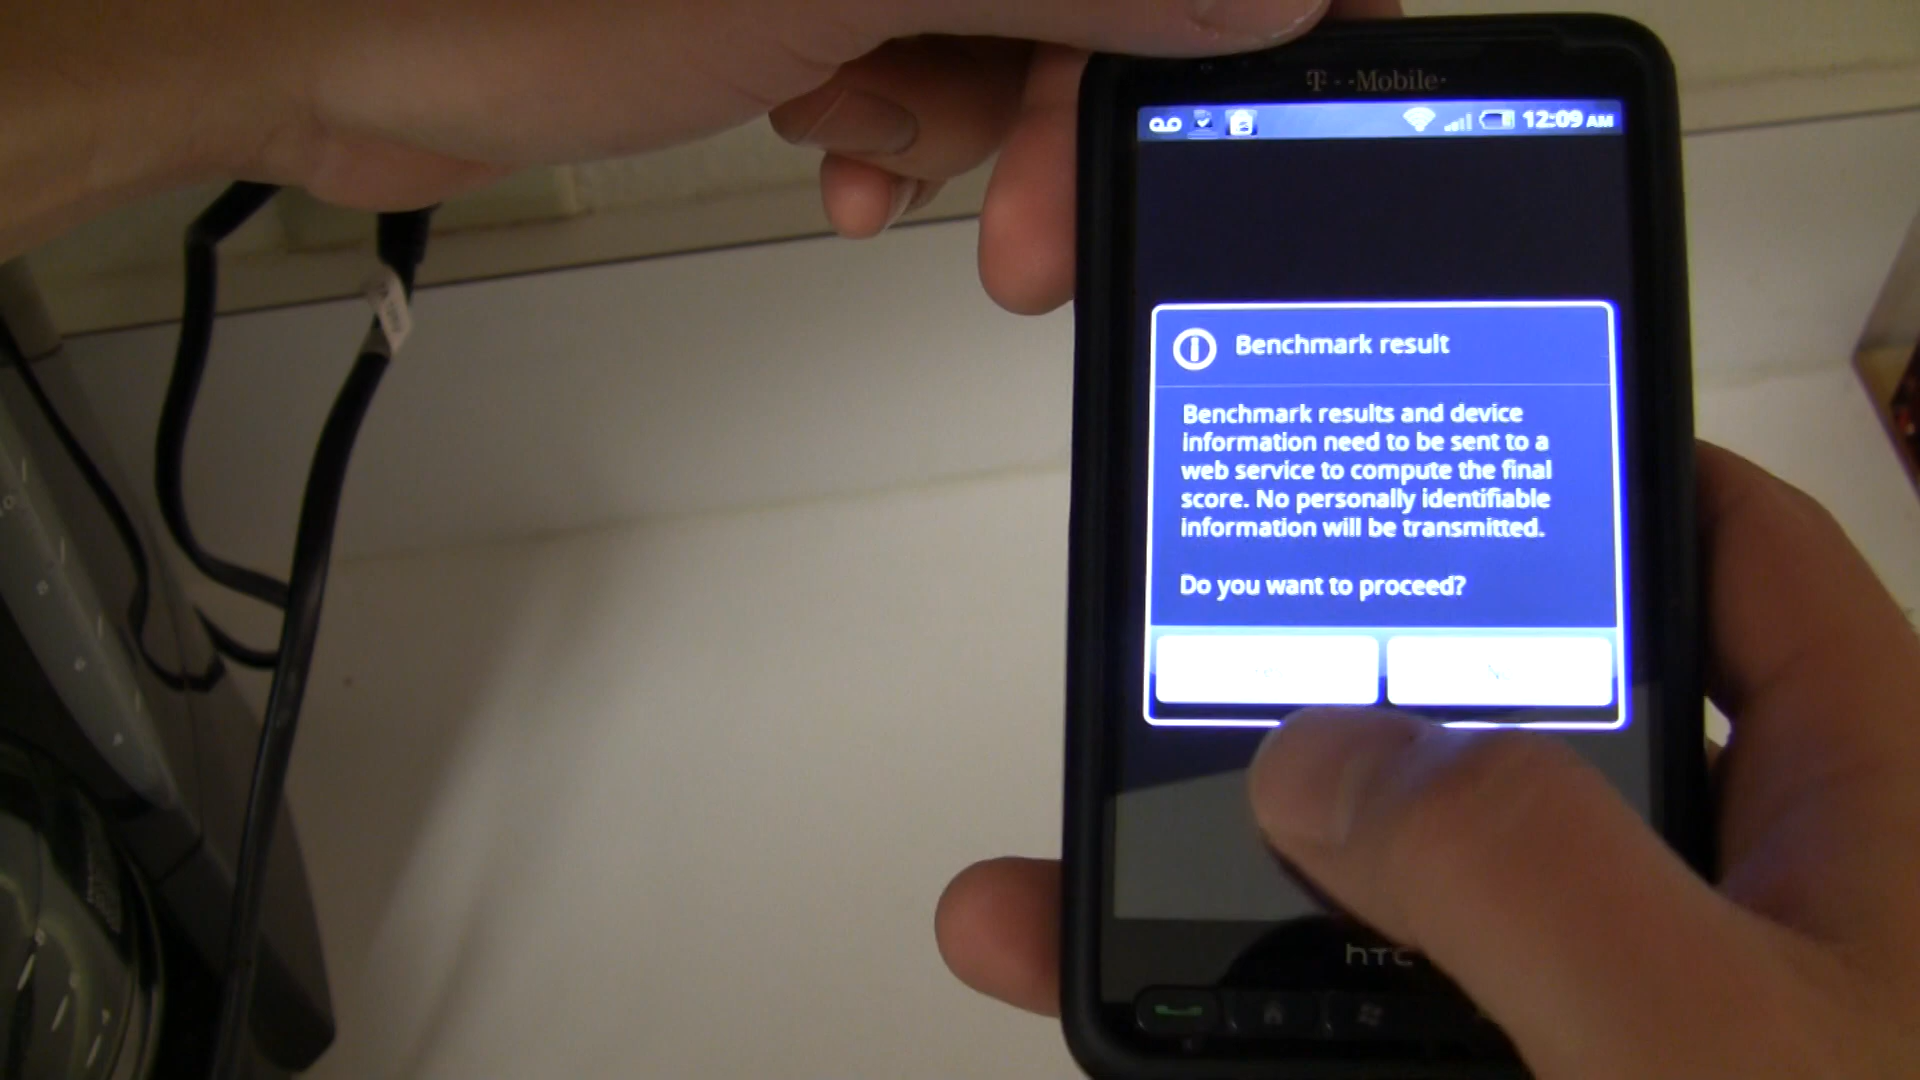 T··Mobile·
12:09 AM
Benchmark result
Benchmark results and device
information need to be sent to a
web service to compute the final
score. No personally identifiable
information will be transmitted.
Do you want to proceed?
hTC